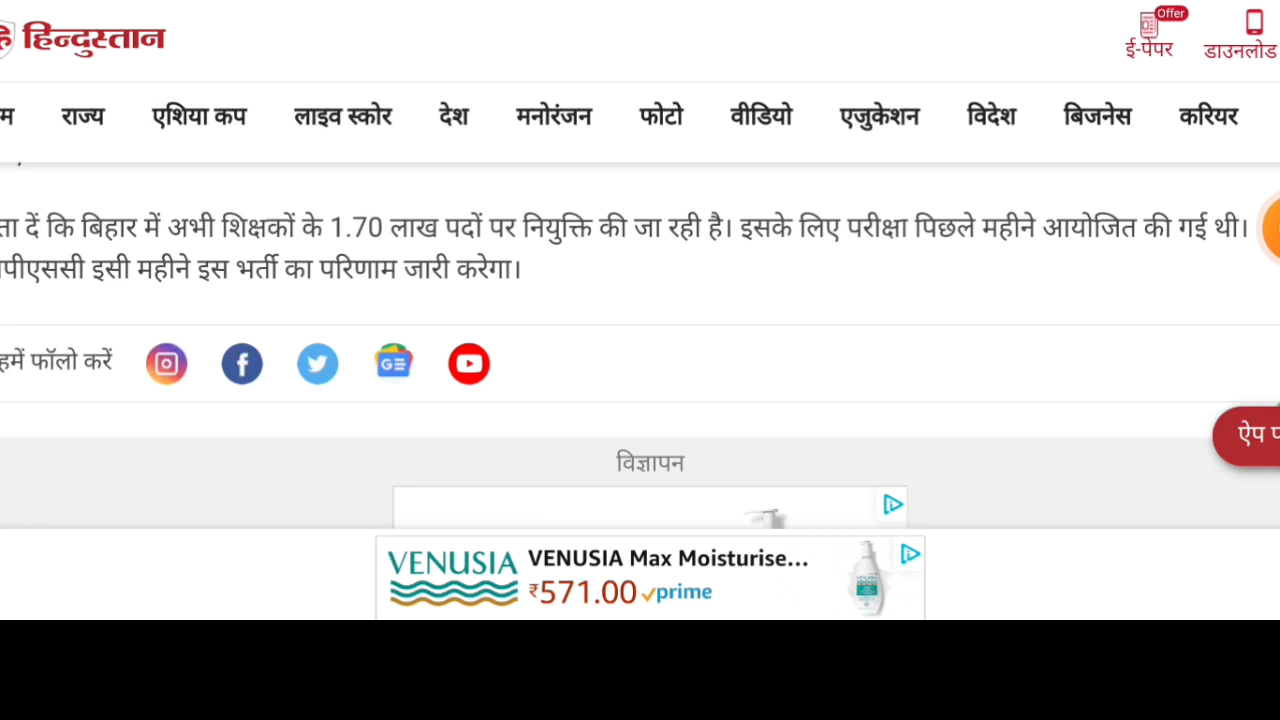 हिन्दुस्तान
Offer
ई-पेपर
डाउनलोड
राज्य एशिया कप लाइव स्कोर देश मनोरंजन फोटो वीडियो एजुकेशन विदेश बिजनेस करियर
दें कि बिहार में अभी शिक्षकों के 1.70 लाख पदों पर नियुक्ति की जा रही है। इसके लिए परीक्षा पिछले महीने आयोजित की गई थी।
पीएससी इसी महीने इस भर्ती का परिणाम जारी करेगा।
हमें फॉलो करें
ऐप
विज्ञापन
VENUSIA
VENUSIA Max Moisturise...
₹571.00 prime